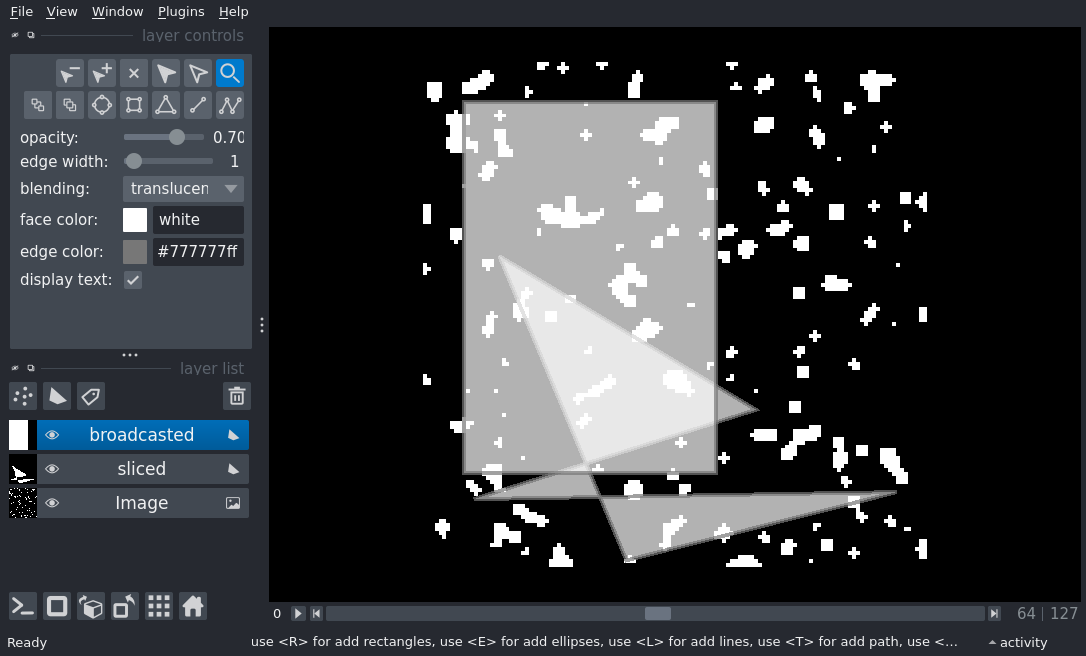 File View Window Plugins Help
layer controls
opacity: 0.70
edge width: 1
blending: translucen
face color: white
edge color: #777777ff
display text:
layer list
broadcasted
sliced
Image
0 64 127
Ready use <R> for add rectangles, use <E> for add ellipses, use <L> for add lines, use <T> for add path, use <... activity